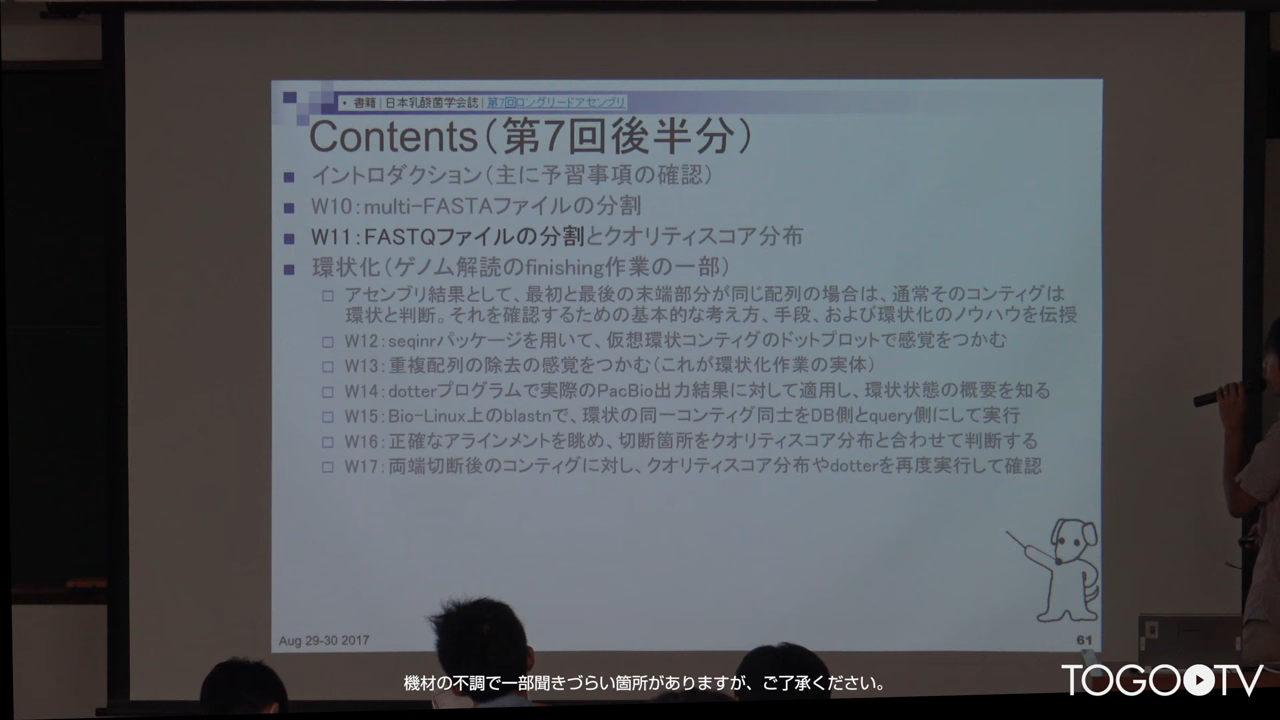 • 書籍 | 日本乳酸菌学会誌 | 第7回ロングリードアセンブリ
Contents(第7回後半分)
■ イントロダクション(主に予習事項の確認)
■ W10:multi-FASTAファイルの分割
■ W11:FASTQファイルの分割とクオリティスコア分布
■ 環状化(ゲノム解読のfinishing作業の一部)
□ アセンブリ結果として、最初と最後の末端部分が同じ配列の場合は、通常そのコンティグは
環状と判断。それを確認するための基本的な考え方、手段、および環状化のノウハウを伝授
□ W12:seqinrパッケージを用いて、仮想環状コンティグのドットプロットで感覚をつかむ
□ W13:重複配列の除去の感覚をつかむ(これが環状化作業の実体)
□ W14:dotterプログラムで実際のPacBio出力結果に対して適用し、環状状態の概要を知る
□ W15:Bio-Linux上のblastnで、環状の同一コンティグ同士をDB側とquery側にして実行
□ W16:正確なアラインメントを眺め、切断箇所をクオリティスコア分布と合わせて判断する
□ W17:両端切断後のコンティグに対し、クオリティスコア分布やdotterを再度実行して確認
Aug 29-30 2017
61
機材の不調で一部聞きづらい箇所がありますが、ご了承ください。
TOGO TV